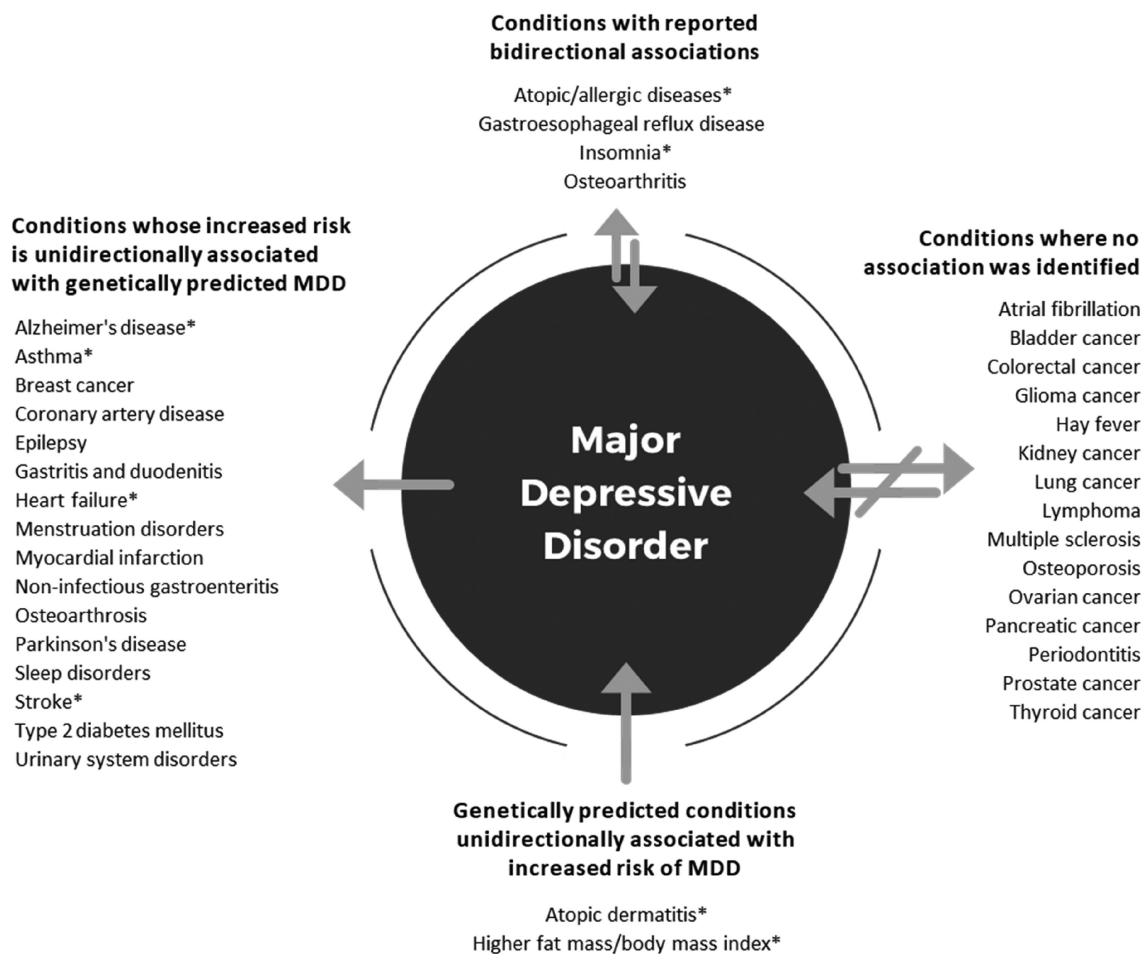 Conditions with reported
bidirectional associations
Atopic/allergic diseases*
Gastroesophageal reflux disease
Insomnia*
Osteoarthritis
Conditions whose increased risk
is unidirectionally associated
with genetically predicted MDD
Alzheimer's disease*
Asthma*
Breast cancer
Coronary artery disease
Epilepsy
Gastritis and duodenitis
Heart failure*
Menstruation disorders
Myocardial infarction
Non-infectious gastroenteritis
Osteoarthrosis
Parkinson's disease
Sleep disorders
Stroke*
Type 2 diabetes mellitus
Urinary system disorders
Major
Depressive
Disorder
Conditions where no
association was identified
Atrial fibrillation
Bladder cancer
Colorectal cancer
Glioma cancer
Hay fever
Kidney cancer
Lung cancer
Lymphoma
Multiple sclerosis
Osteoporosis
Ovarian cancer
Pancreatic cancer
Periodontitis
Prostate cancer
Thyroid cancer
Genetically predicted conditions
unidirectionally associated with
increased risk of MDD
Atopic dermatitis*
Higher fat mass/body mass index*